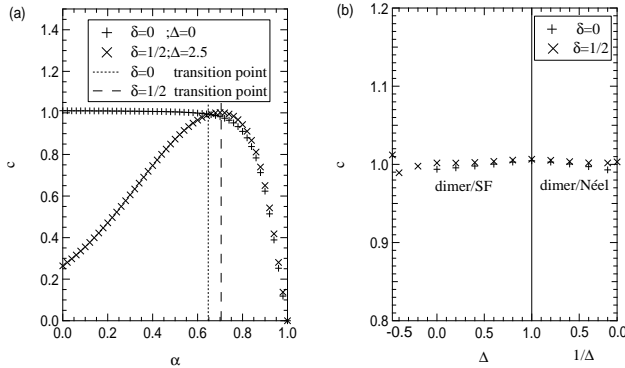 (a)
+ δ=0 ;Δ=0
× δ=1/2;Δ=2.5
δ=0 transition point
δ=1/2 transition point
1.4
1.2
1.0
0.8
0.6
0.4
0.2
0.0
c
0.0 0.2 0.4 0.6 0.8 1.0
α
(b)
+ δ=0
× δ=1/2
1.2
1.1
1.0
0.9
0.8
c
dimer/SF dimer/Néel
-0.5 0.0 0.5 1.0 0.5 0.0
Δ 1/Δ